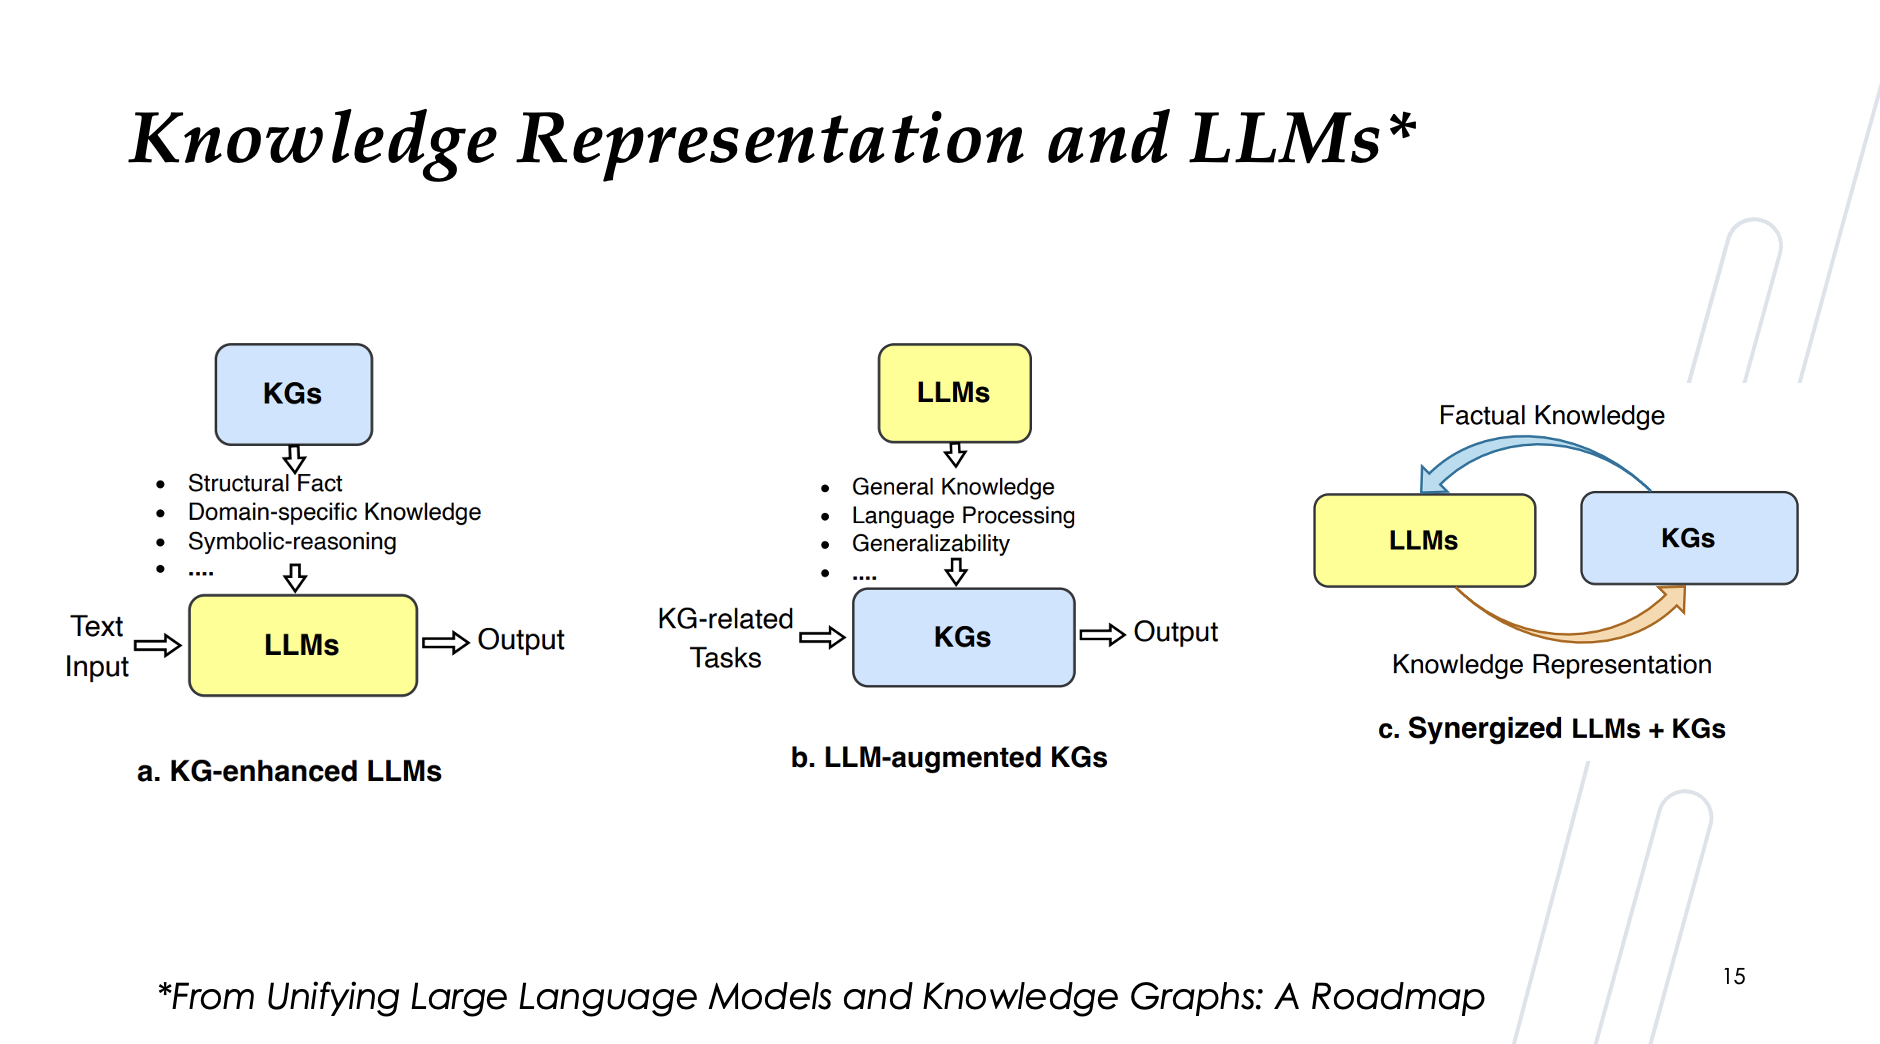 Knowledge Representation and LLMs*
KGs
• Structural Fact
• Domain-specific Knowledge
• Symbolic-reasoning
• ....
Text
Input
LLMs
Output
a. KG-enhanced LLMs
LLMs
• General Knowledge
• Language Processing
• Generalizability
• ....
KG-related
Tasks
KGs
Output
b. LLM-augmented KGs
Factual Knowledge
LLMs
KGs
Knowledge Representation
c. Synergized LLMs + KGs
*From Unifying Large Language Models and Knowledge Graphs: A Roadmap
15